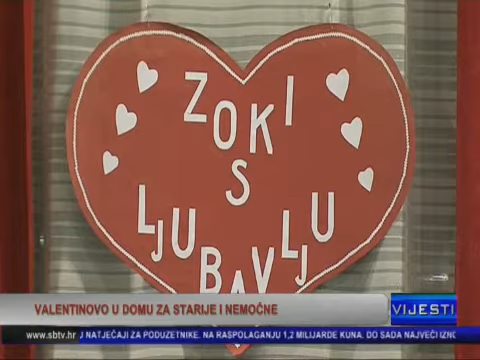 ZOKI
S
LJUBAVLJU
VALENTINOVO U DOMU ZA STARIJE I NEMOĆNE
VIJESTI
www.sbtv.hr
NATJEČAJI ZA PODUZETNIKE. NA RASPOLAGANJU 1,2 MILIJARDE KUNA. DO SADA NAJVEĆI